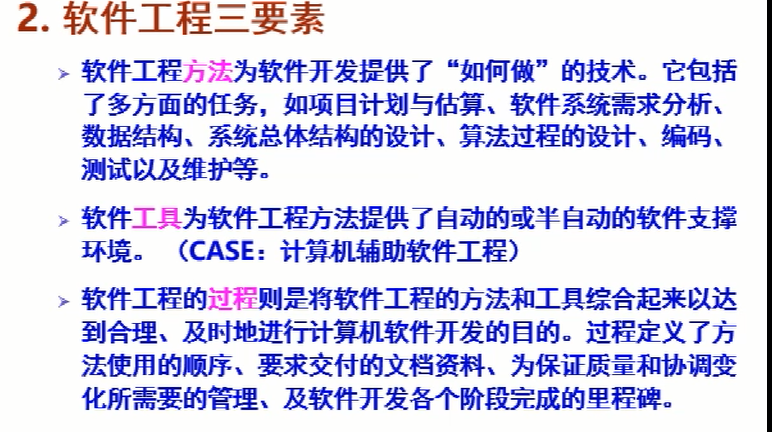 2. 软件工程三要素
➢ 软件工程方法为软件开发提供了“如何做”的技术。它包括
了多方面的任务，如项目计划与估算、软件系统需求分析、
数据结构、系统总体结构的设计、算法过程的设计、编码、
测试以及维护等。
➢ 软件工具为软件工程方法提供了自动的或半自动的软件支撑
环境。 （CASE：计算机辅助软件工程）
➢ 软件工程的过程则是将软件工程的方法和工具综合起来以达
到合理、及时地进行计算机软件开发的目的。过程定义了方
法使用的顺序、要求交付的文档资料、为保证质量和协调变
化所需要的管理、及软件开发各个阶段完成的里程碑。